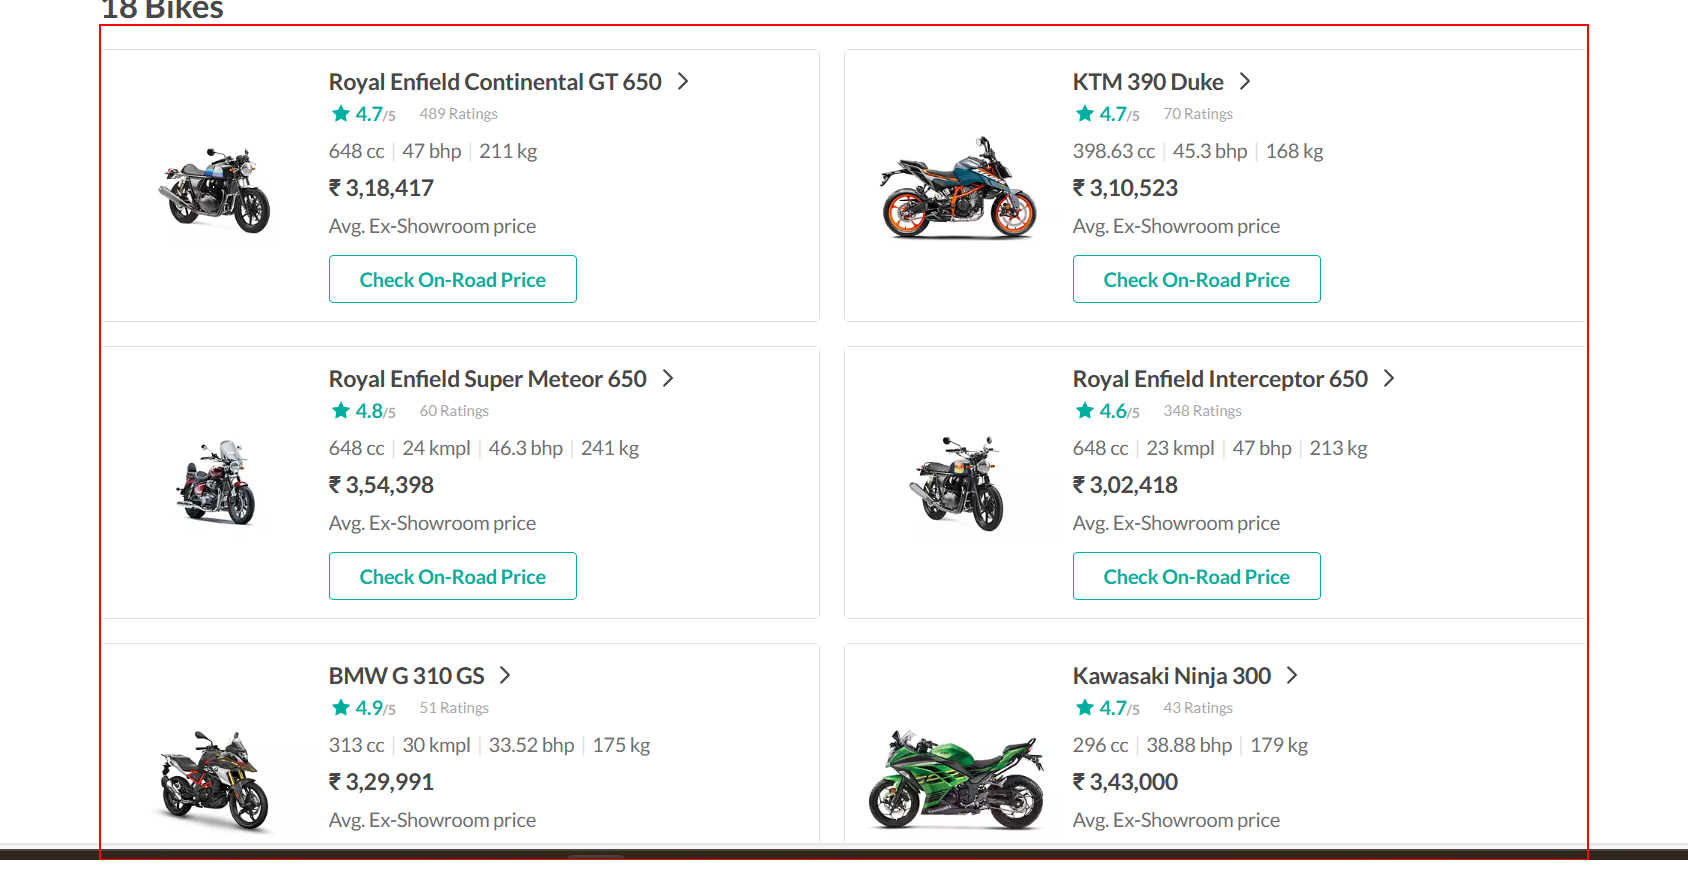 18 Bikes
Royal Enfield Continental GT 650
4.7/5 489 Ratings
648 cc | 47 bhp | 211 kg
₹ 3,18,417
Avg. Ex-Showroom price
Check On-Road Price
KTM 390 Duke
4.7/5 70 Ratings
398.63 cc | 45.3 bhp | 168 kg
₹ 3,10,523
Avg. Ex-Showroom price
Check On-Road Price
Royal Enfield Super Meteor 650
4.8/5 60 Ratings
648 cc | 24 kmpl | 46.3 bhp | 241 kg
₹ 3,54,398
Avg. Ex-Showroom price
Check On-Road Price
Royal Enfield Interceptor 650
4.6/5 348 Ratings
648 cc | 23 kmpl | 47 bhp | 213 kg
₹ 3,02,418
Avg. Ex-Showroom price
Check On-Road Price
BMW G 310 GS
4.9/5 51 Ratings
313 cc | 30 kmpl | 33.52 bhp | 175 kg
₹ 3,29,991
Avg. Ex-Showroom price
Kawasaki Ninja 300
4.7/5 43 Ratings
296 cc | 38.88 bhp | 179 kg
₹ 3,43,000
Avg. Ex-Showroom price